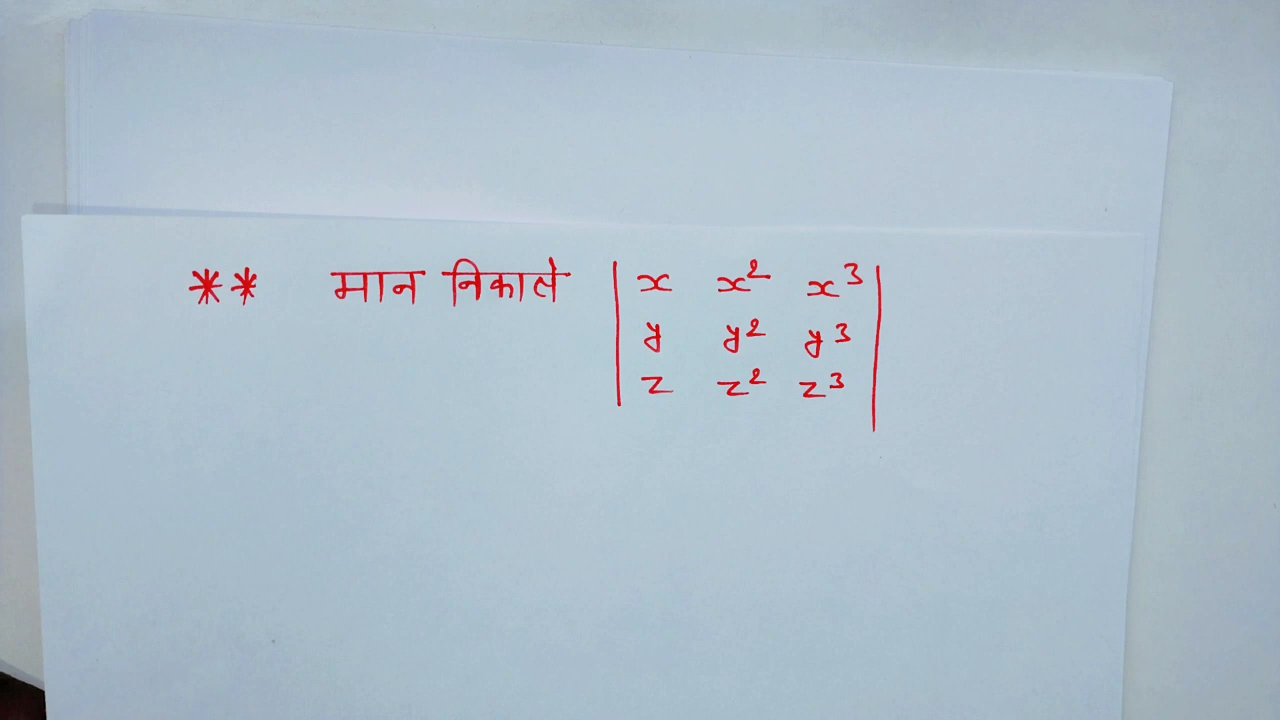 ** मान निकाले | x x² x³ |
| y y² y³ |
| z z² z³ |